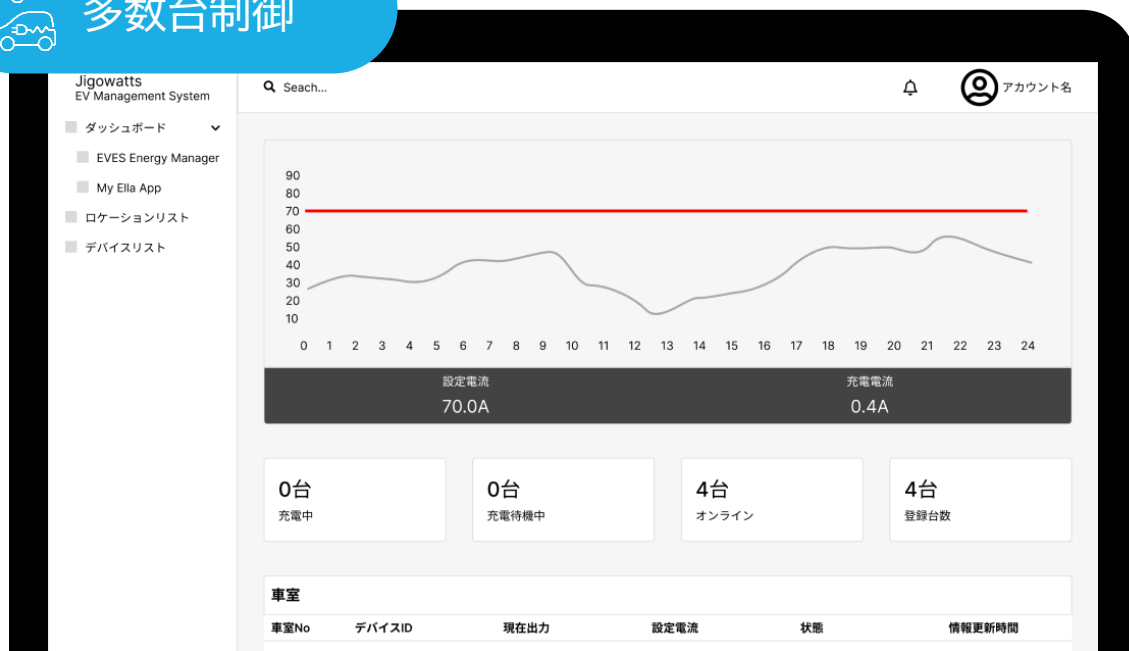 多数台制御
Jigowatts
EV Management System
Seach...
アカウント名
ダッシュボード
EVES Energy Manager
My Ella App
ロケーションリスト
デバイスリスト
90
80
70
60
50
40
30
20
10
0 1 2 3 4 5 6 7 8 9 10 11 12 13 14 15 16 17 18 19 20 21 22 23 24
設定電流 充電電流
70.0A 0.4A
0台 0台 4台 4台
充電中 充電待機中 オンライン 登録台数
車室
車室No デバイスID 現在出力 設定電流 状態 情報更新時間